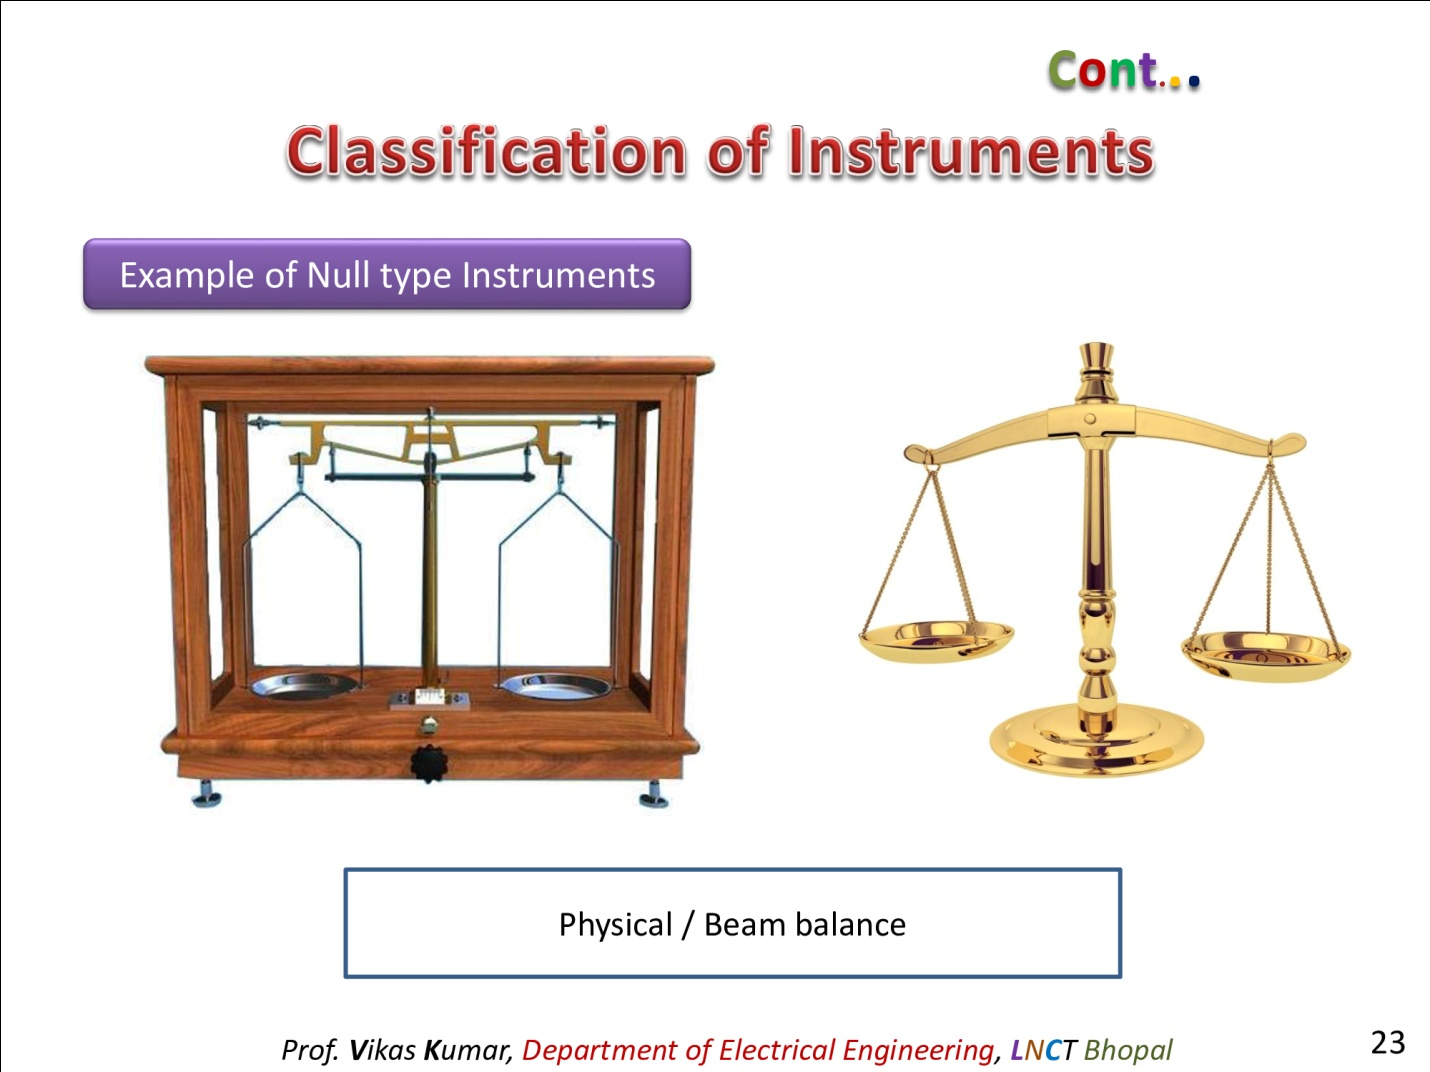 Cont...
Classification of Instruments
Example of Null type Instruments
Physical / Beam balance
Prof. Vikas Kumar, Department of Electrical Engineering, LNCT Bhopal
23